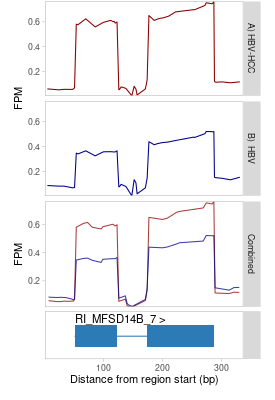 0.6
0.4
0.2
A) HBV-HCC
FPM
0.6
0.4
0.2
B) HBV
0.6
0.4
0.2
Combined
FPM
RI_MFSD14B_7 >
100
200
300
Distance from region start (bp)